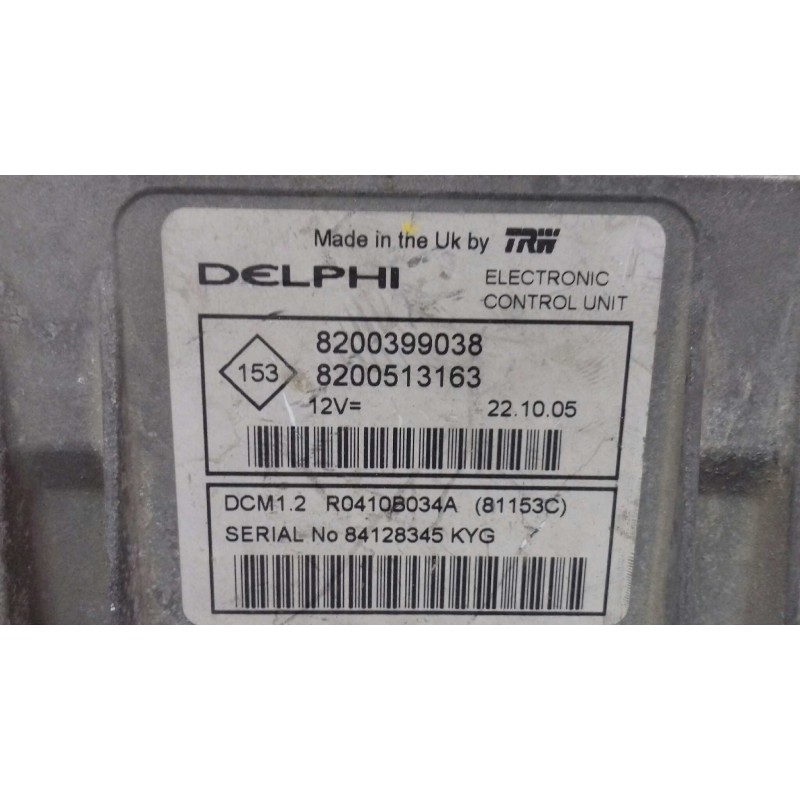 Made in the Uk by TRW
DELPHI
ELECTRONIC
CONTROL UNIT
153
8200399038
8200513163
12V=
22.10.05
DCM1.2 R0410B034A (81153C)
SERIAL No 84128345 KYG